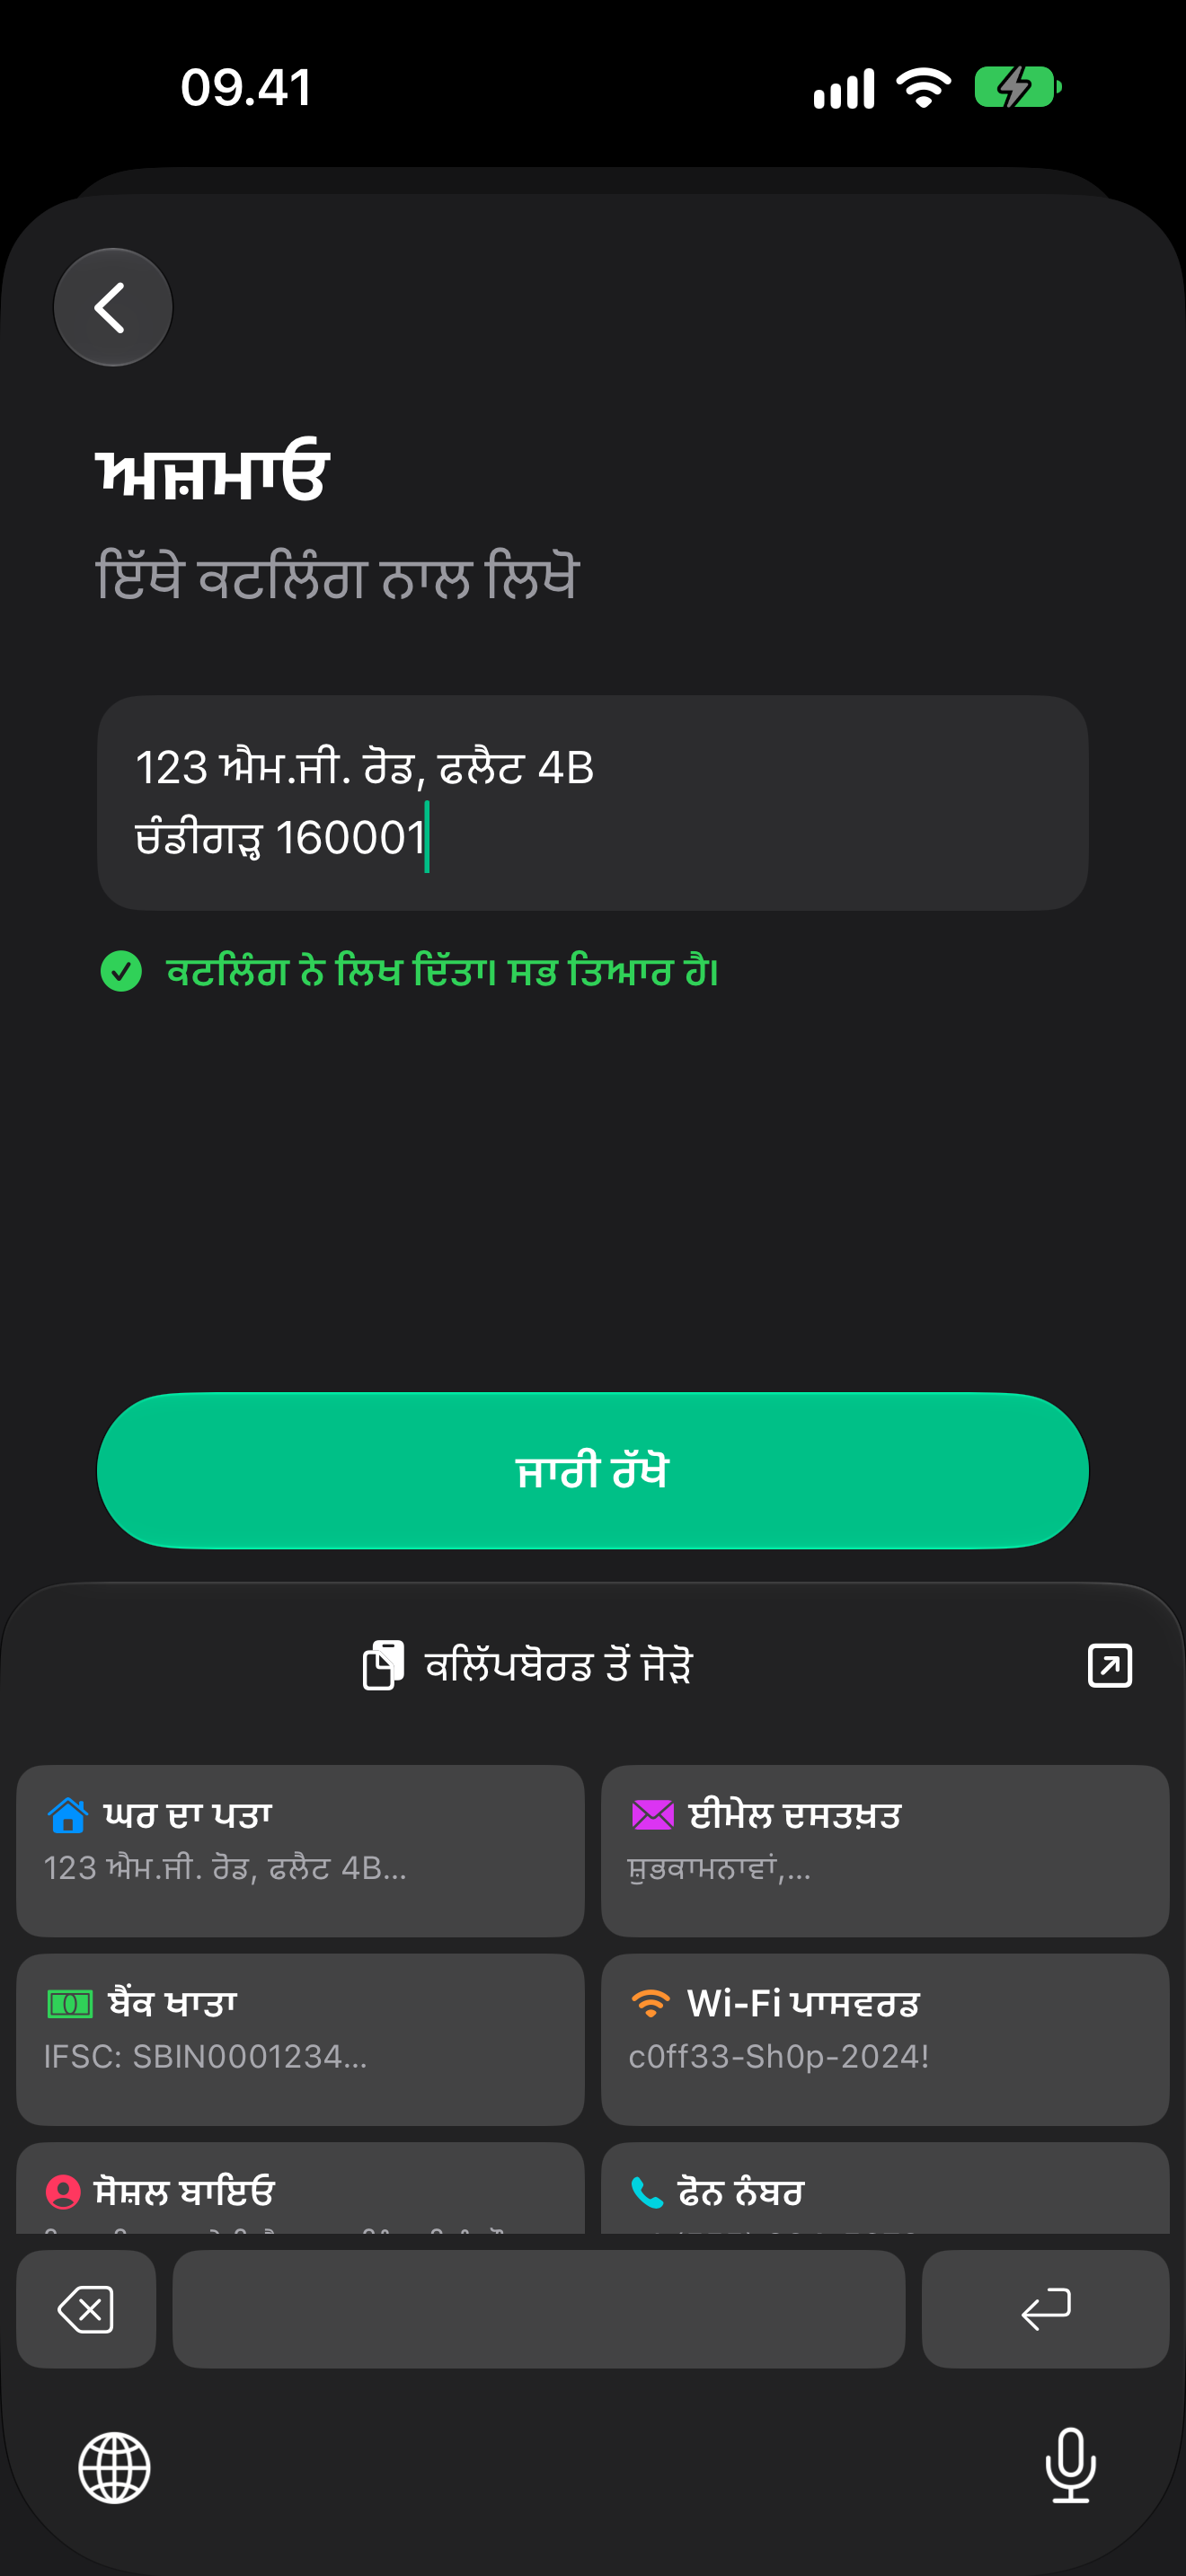 09.41
ਅਜ਼ਮਾਓ
ਇੱਥੇ ਕਟਲਿੰਗ ਨਾਲ ਲਿਖੋ
123 ਐਮ.ਜੀ. ਰੋਡ, ਫਲੈਟ 4B
ਚੰਡੀਗੜ੍ਹ 160001
ਕਟਲਿੰਗ ਨੇ ਲਿਖ ਦਿੱਤਾ। ਸਭ ਤਿਆਰ ਹੈ।
ਜਾਰੀ ਰੱਖੋ
ਕਲਿੱਪਬੋਰਡ ਤੋਂ ਜੋੜੋ
ਘਰ ਦਾ ਪਤਾ
123 ਐਮ.ਜੀ. ਰੋਡ, ਫਲੈਟ 4B...
ਈਮੇਲ ਦਸਤਖ਼ਤ
ਸ਼ੁਭਕਾਮਨਾਵਾਂ,...
ਬੈਂਕ ਖਾਤਾ
IFSC: SBIN0001234...
Wi-Fi ਪਾਸਵਰਡ
c0ff33-Sh0p-2024!
ਸੋਸ਼ਲ ਬਾਇਓ
ਫੋਨ ਨੰਬਰ